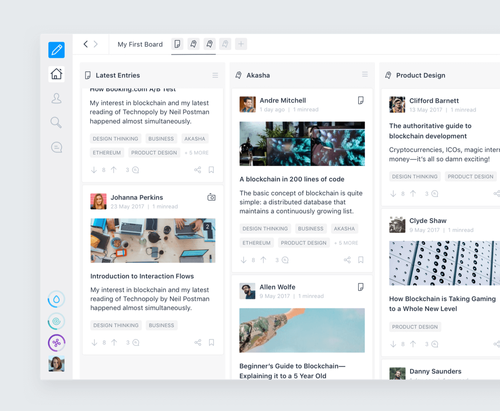 My First Board
Latest Entries
How Booking.com A/B Test
My interest in blockchain and my latest
reading of Technopoly by Neil Postman
happened almost simultaneously.
DESIGN THINKING BUSINESS AKASHA
ETHEREUM PRODUCT DESIGN + 5 MORE
8 3
Johanna Perkins
23 May 2017 | 1 minread
2
Introduction to Interaction Flows
My interest in blockchain and my latest
reading of Technopoly by Neil Postman
happened almost simultaneously.
DESIGN THINKING BUSINESS
8 3
Akasha
Andre Mitchell
1 day ago | 1 minread
A blockchain in 200 lines of code
The basic concept of blockchain is quite
simple: a distributed database that
maintains a continuously growing list.
DESIGN THINKING BUSINESS AKASHA
ETHEREUM PRODUCT DESIGN + 5 MORE
8 3
Allen Wolfe
9 May 2017 | 1 minread
Beginner's Guide to Blockchain—
Explaining it to a 5 Year Old
Product Design
Clifford Barnett
13 May 2017 | 1 minread
The authoritative guide to
blockchain development
Cryptocurrencies, ICOs, magic inter
money—it's all so damn exciting!
DESIGN THINKING PRODUCT DESIGN
8 3
Clyde Shaw
9 May 2017 | 1 minread
How Blockchain is Taking Gaming
to a Whole New Level
PRODUCT DESIGN
8 3
Danny Saunders